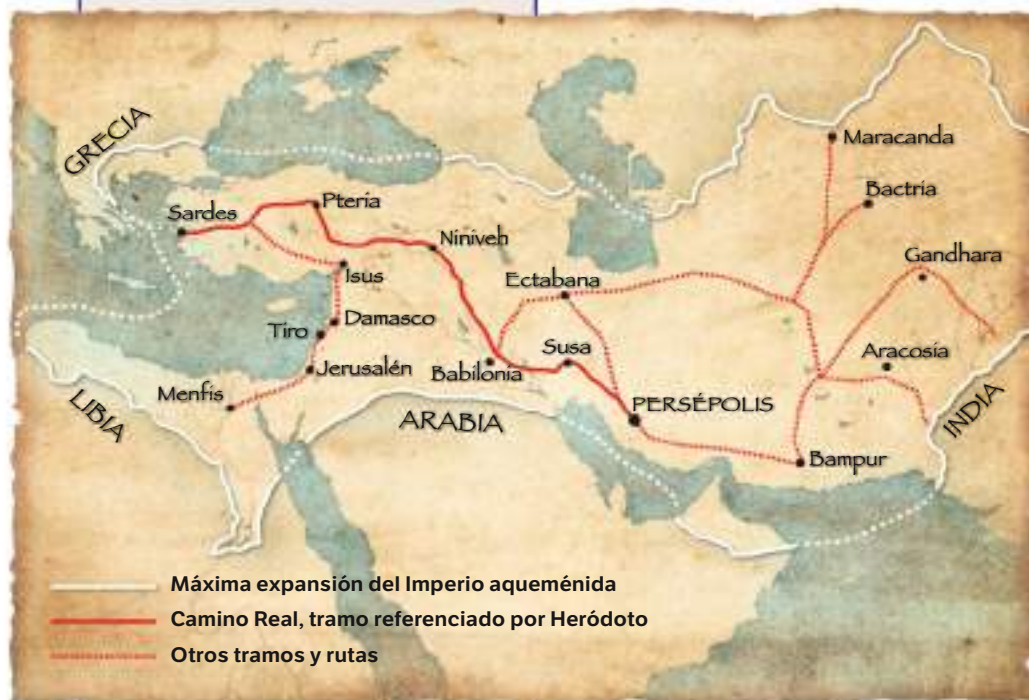 GRECIA
Maracanda
Bactria
Sardes
Pteria
Niniveh
Gandhara
Isus
Ectabana
Tiro
Damasco
Susa
Aracosia
Jerusalén
Babilonia
Menfis
PERSÉPOLIS
LIBIA
ARABIA
INDIA
Bampur
Máxima expansión del Imperio aqueménida
Camino Real, tramo referenciado por Heródoto
Otros tramos y rutas